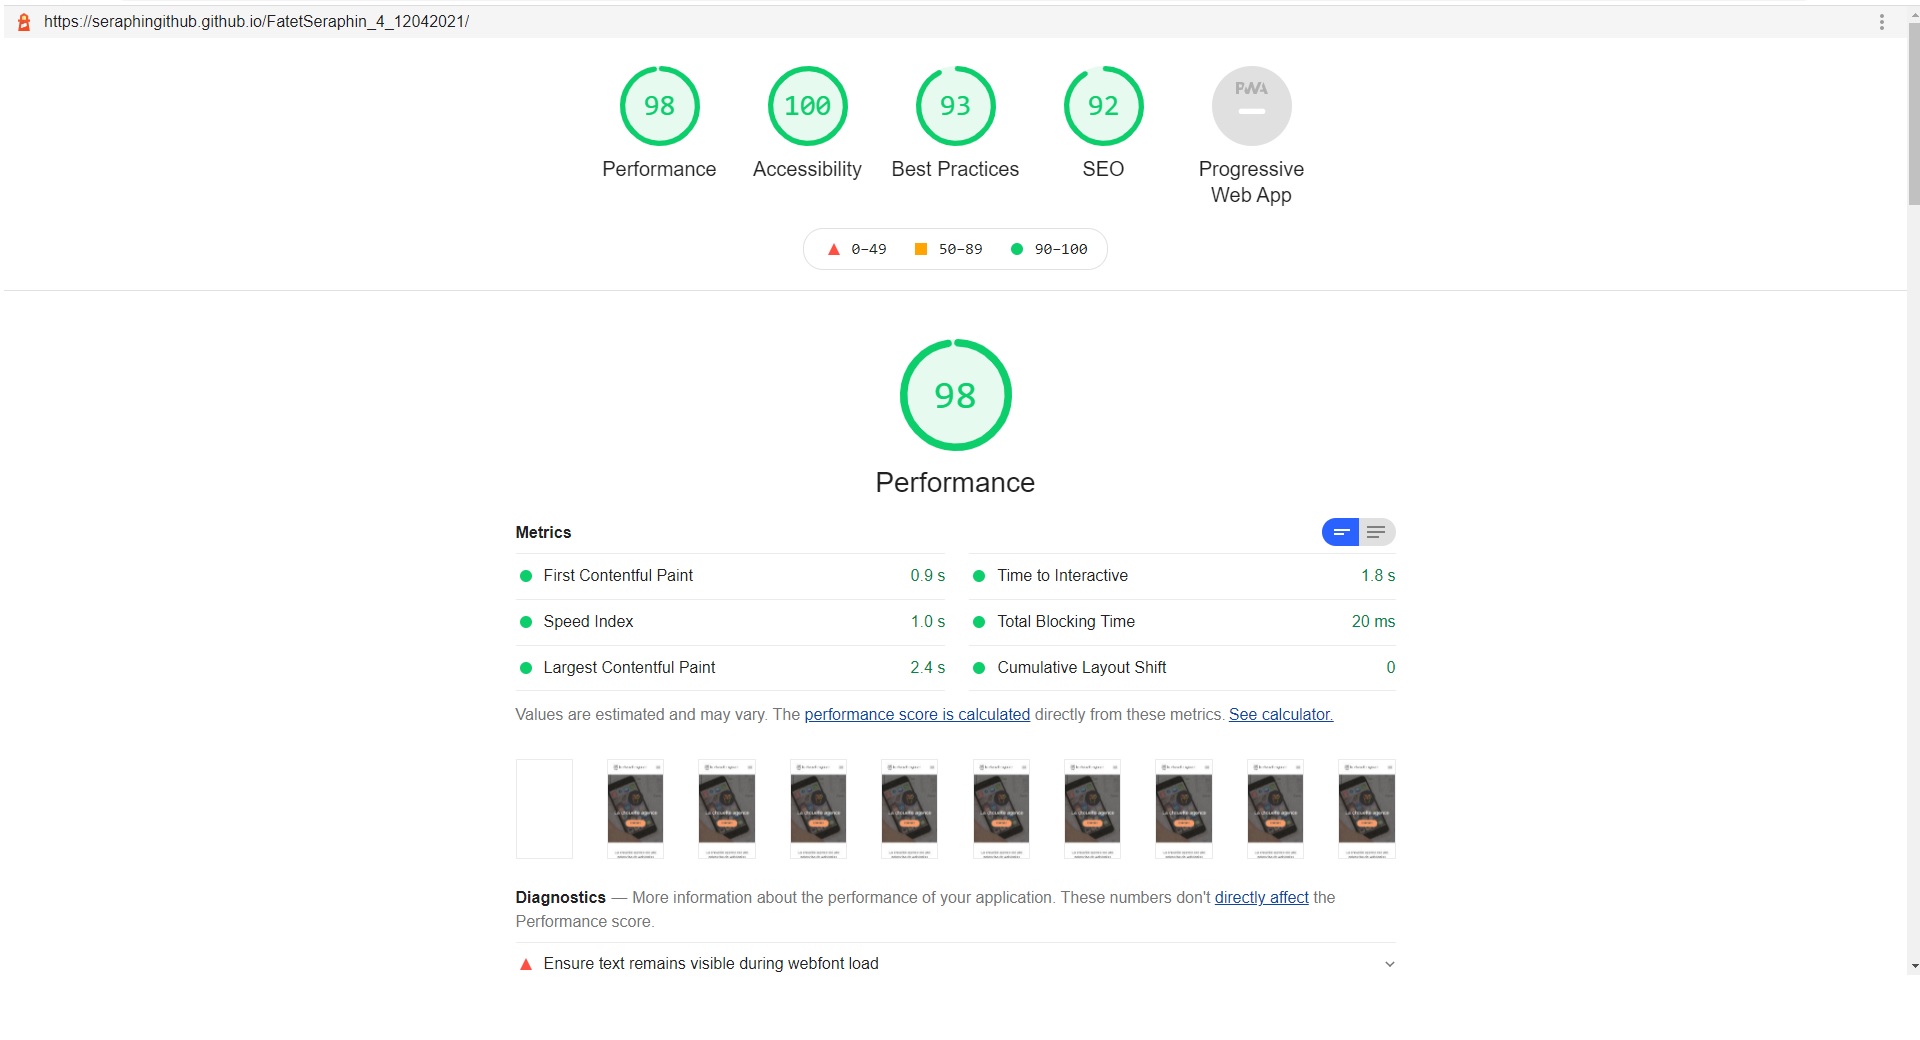 https://seraphingithub.github.io/FatetSeraphin_4_12042021/
98
100
93
92
PWA
Performance
Accessibility
Best Practices
SEO
Progressive
Web App
0–49
50–89
90–100
98
Performance
Metrics
First Contentful Paint
0.9 s
Time to Interactive
1.8 s
Speed Index
1.0 s
Total Blocking Time
20 ms
Largest Contentful Paint
2.4 s
Cumulative Layout Shift
0
Values are estimated and may vary. The performance score is calculated directly from these metrics. See calculator.
Diagnostics — More information about the performance of your application. These numbers don't directly affect the
Performance score.
Ensure text remains visible during webfont load